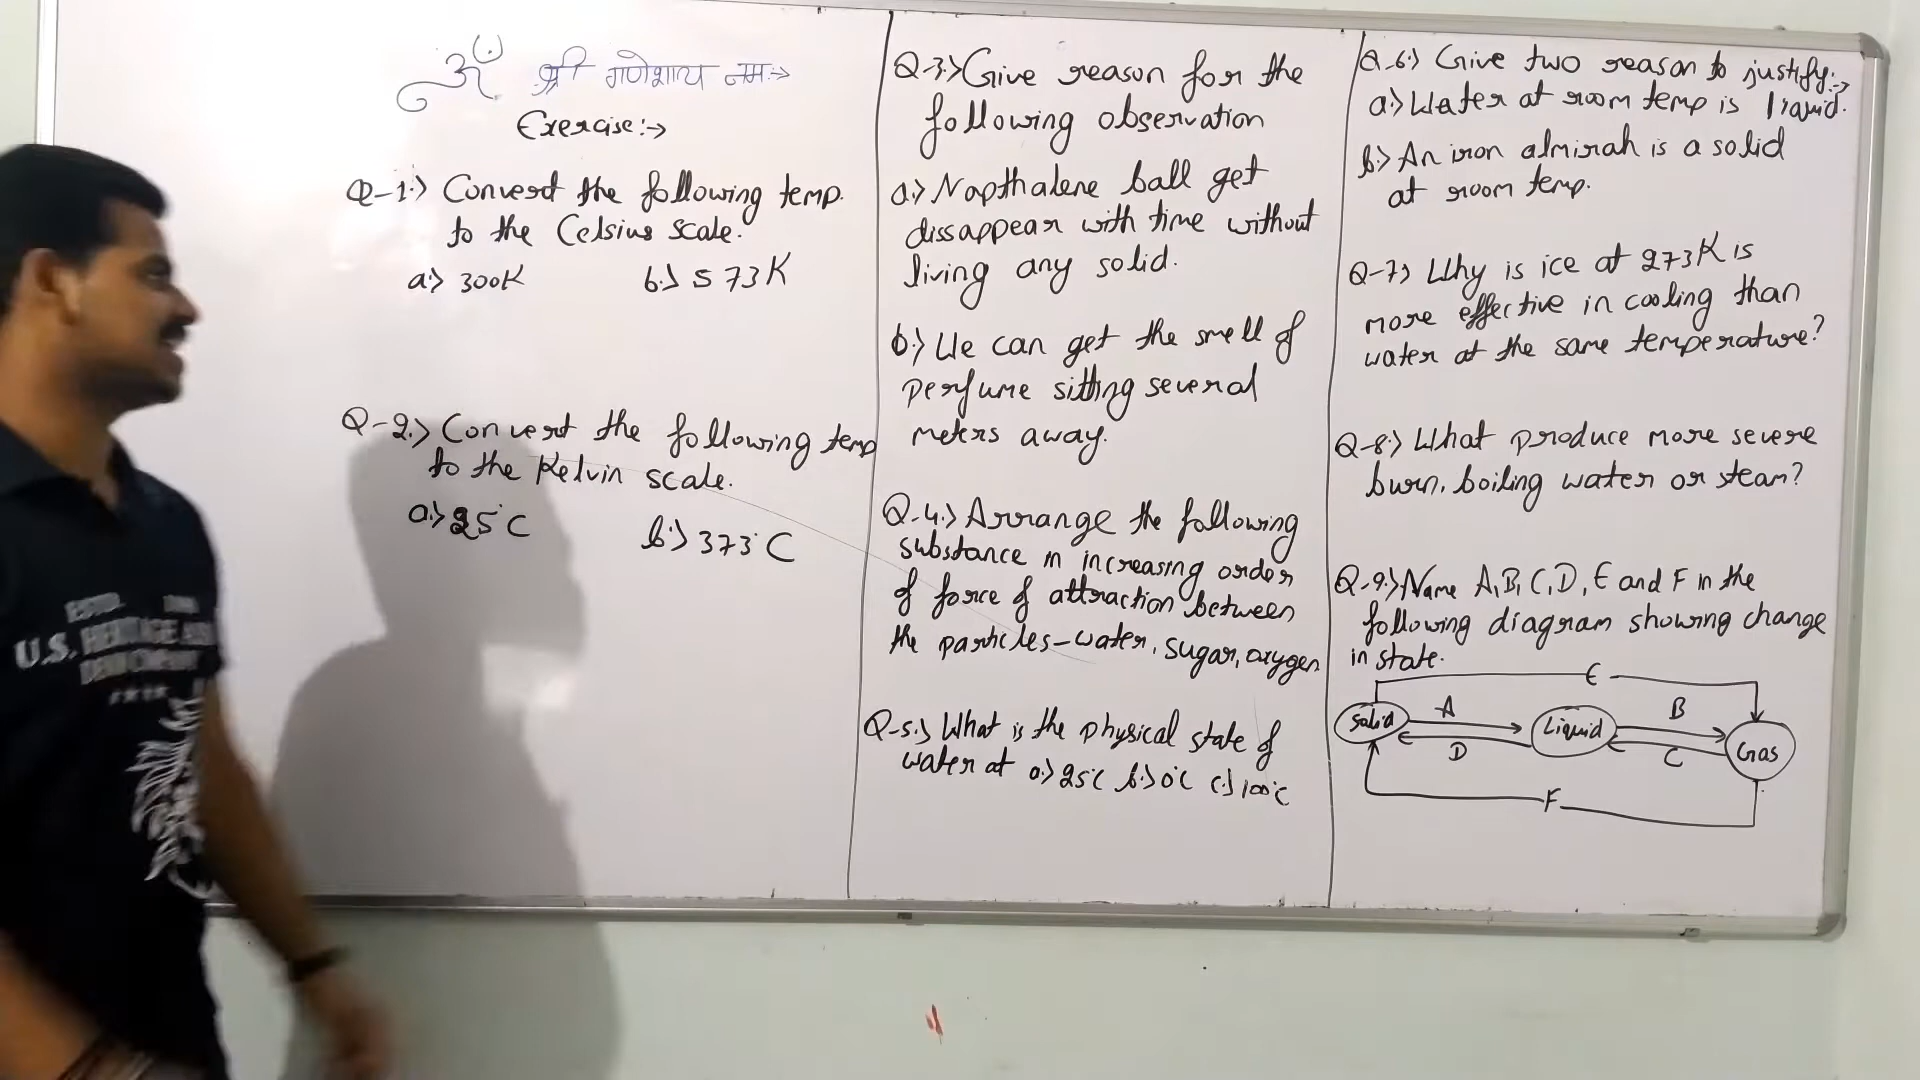 ॐ श्री गणेशाय नमः:→
Exercise:→
Q-1:> Convert the following temp.
to the Celsius scale.
a:> 300K b:> 573K
Q-2:> Convert the following temp
to the Kelvin scale.
a:> 25°C b:> 373°C
Q-3:> Give reason for the
following observation
a:> Napthalene ball get
dissappear with time without
living any solid.
b:> We can get the smell of
perfume sitting several
meters away.
Q-4:> Arrange the following
substance in increasing order
of force of attraction between
the particles-water, sugar, oxygen
Q-5:> What is the physical state of
water at a:> 25°C b:> 0°C c:> 100°C
Q-6:> Give two reason to justify:→
a:> Water at room temp is liquid.
b:> An iron almirah is a solid
at room temp.
Q-7> Why is ice at 273K is
more effective in cooling than
water at the same temperature?
Q-8:> What produce more severe
burn, boiling water or steam?
Q-9:> Name A, B, C, D, E and F in the
following diagram showing change
in state.
E
Solid A Liquid B Gas
D C
F
U.S. HERITAGE